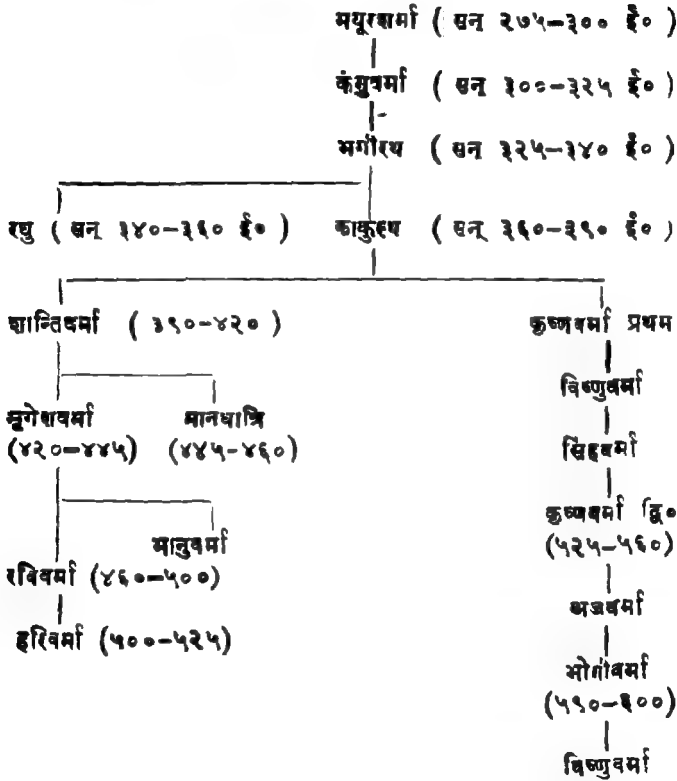 मयूरशर्मा ( सन् २७५–३०० ई० )
कंगुवर्मा ( सन् ३००–३२५ ई० )
भगीरथ ( सन् ३२५–३४० ई० )
रघु ( सन् ३४०–३६० ई० ) काकुस्थ ( सन् ३६०–३९० ई० )
शान्तिवर्मा ( ३९०–४२० ) कृष्णवर्मा प्रथम
विष्णुवर्मा
मृगेशवर्मा मानधात्रि
(४२०–४४५) (४४५–४६०) सिंहवर्मा
कृष्णवर्मा द्वि०
भानुवर्मा (५२५–५६०)
रविवर्मा (४६०–५००)
अजवर्मा
हरिवर्मा (५००–५२५)
भोगीवर्मा
(५९०–६००)
विष्णुवर्मा